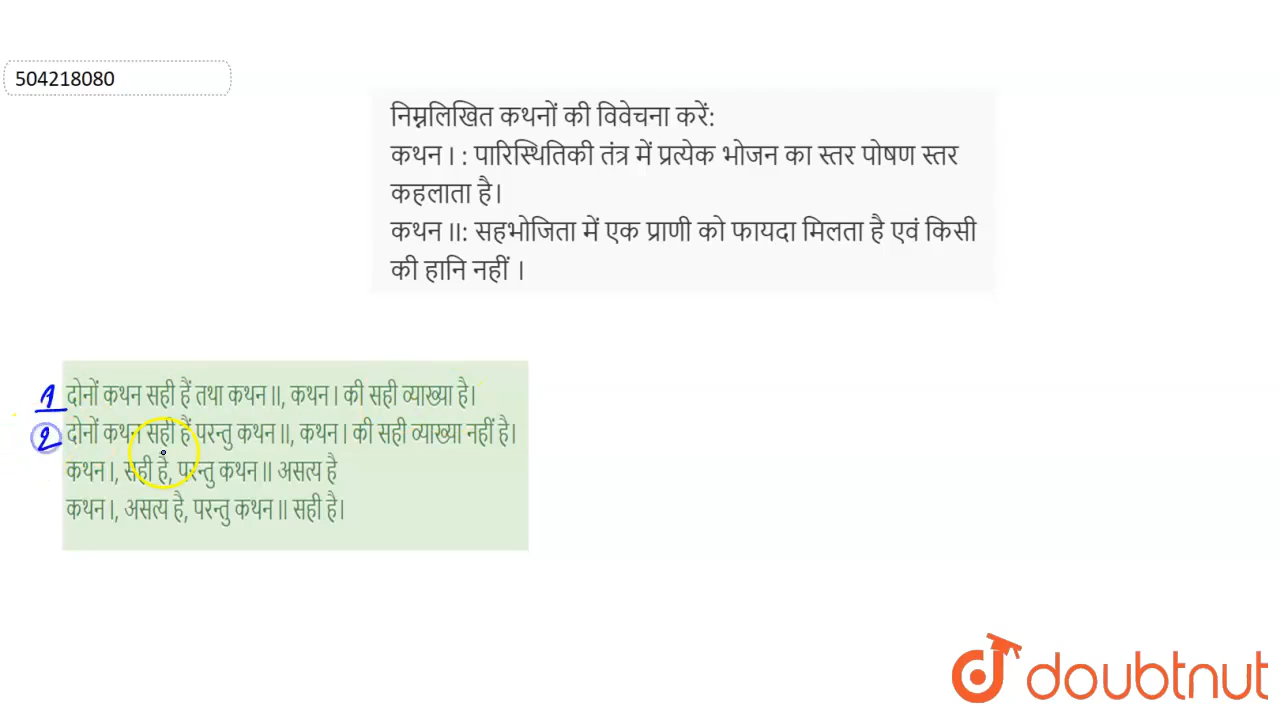 504218080
निम्नलिखित कथनों की विवेचना करें:
कथन I : पारिस्थितिकी तंत्र में प्रत्येक भोजन का स्तर पोषण स्तर
कहलाता है।
कथन II: सहभोजिता में एक प्राणी को फायदा मिलता है एवं किसी
की हानि नहीं ।
1 दोनों कथन सही हैं तथा कथन II, कथन I की सही व्याख्या है।
2 दोनों कथन सही हैं परन्तु कथन II, कथन I की सही व्याख्या नहीं है।
कथन I, सही है, परन्तु कथन II असत्य है
कथन I, असत्य है, परन्तु कथन II सही है।
doubtnut